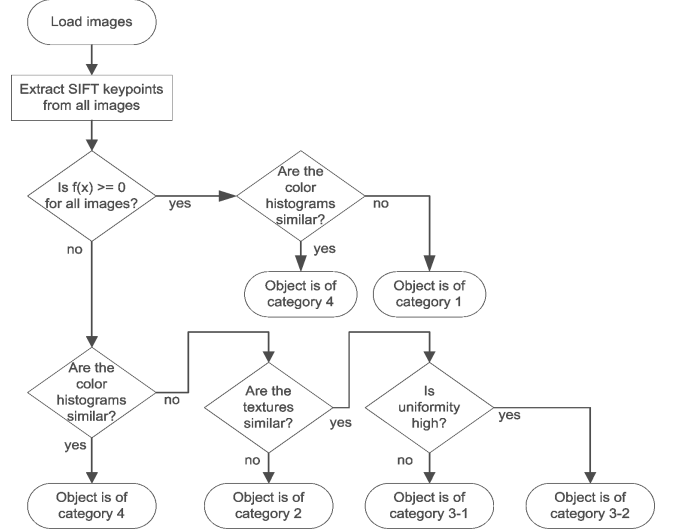 Load images
Extract SIFT keypoints
from all images
Is f(x) >= 0
for all images?
yes
no
Are the
color
histograms
similar?
no
yes
Object is of
category 4
Object is of
category 1
Are the
color
histograms
similar?
no
yes
Are the
textures
similar?
yes
no
Is
uniformity
high?
yes
no
Object is of
category 4
Object is of
category 2
Object is of
category 3-1
Object is of
category 3-2